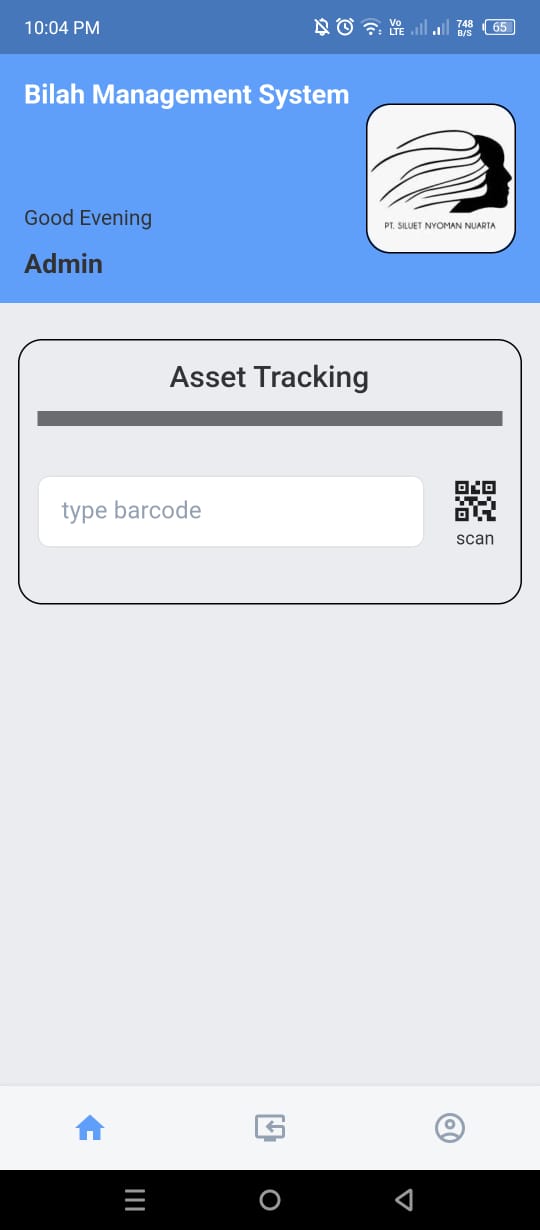 10:04 PM
Vo
LTE
748
B/S
65
Bilah Management System
PT. SILUET NYOMAN NUARTA
Good Evening
Admin
Asset Tracking
type barcode
scan